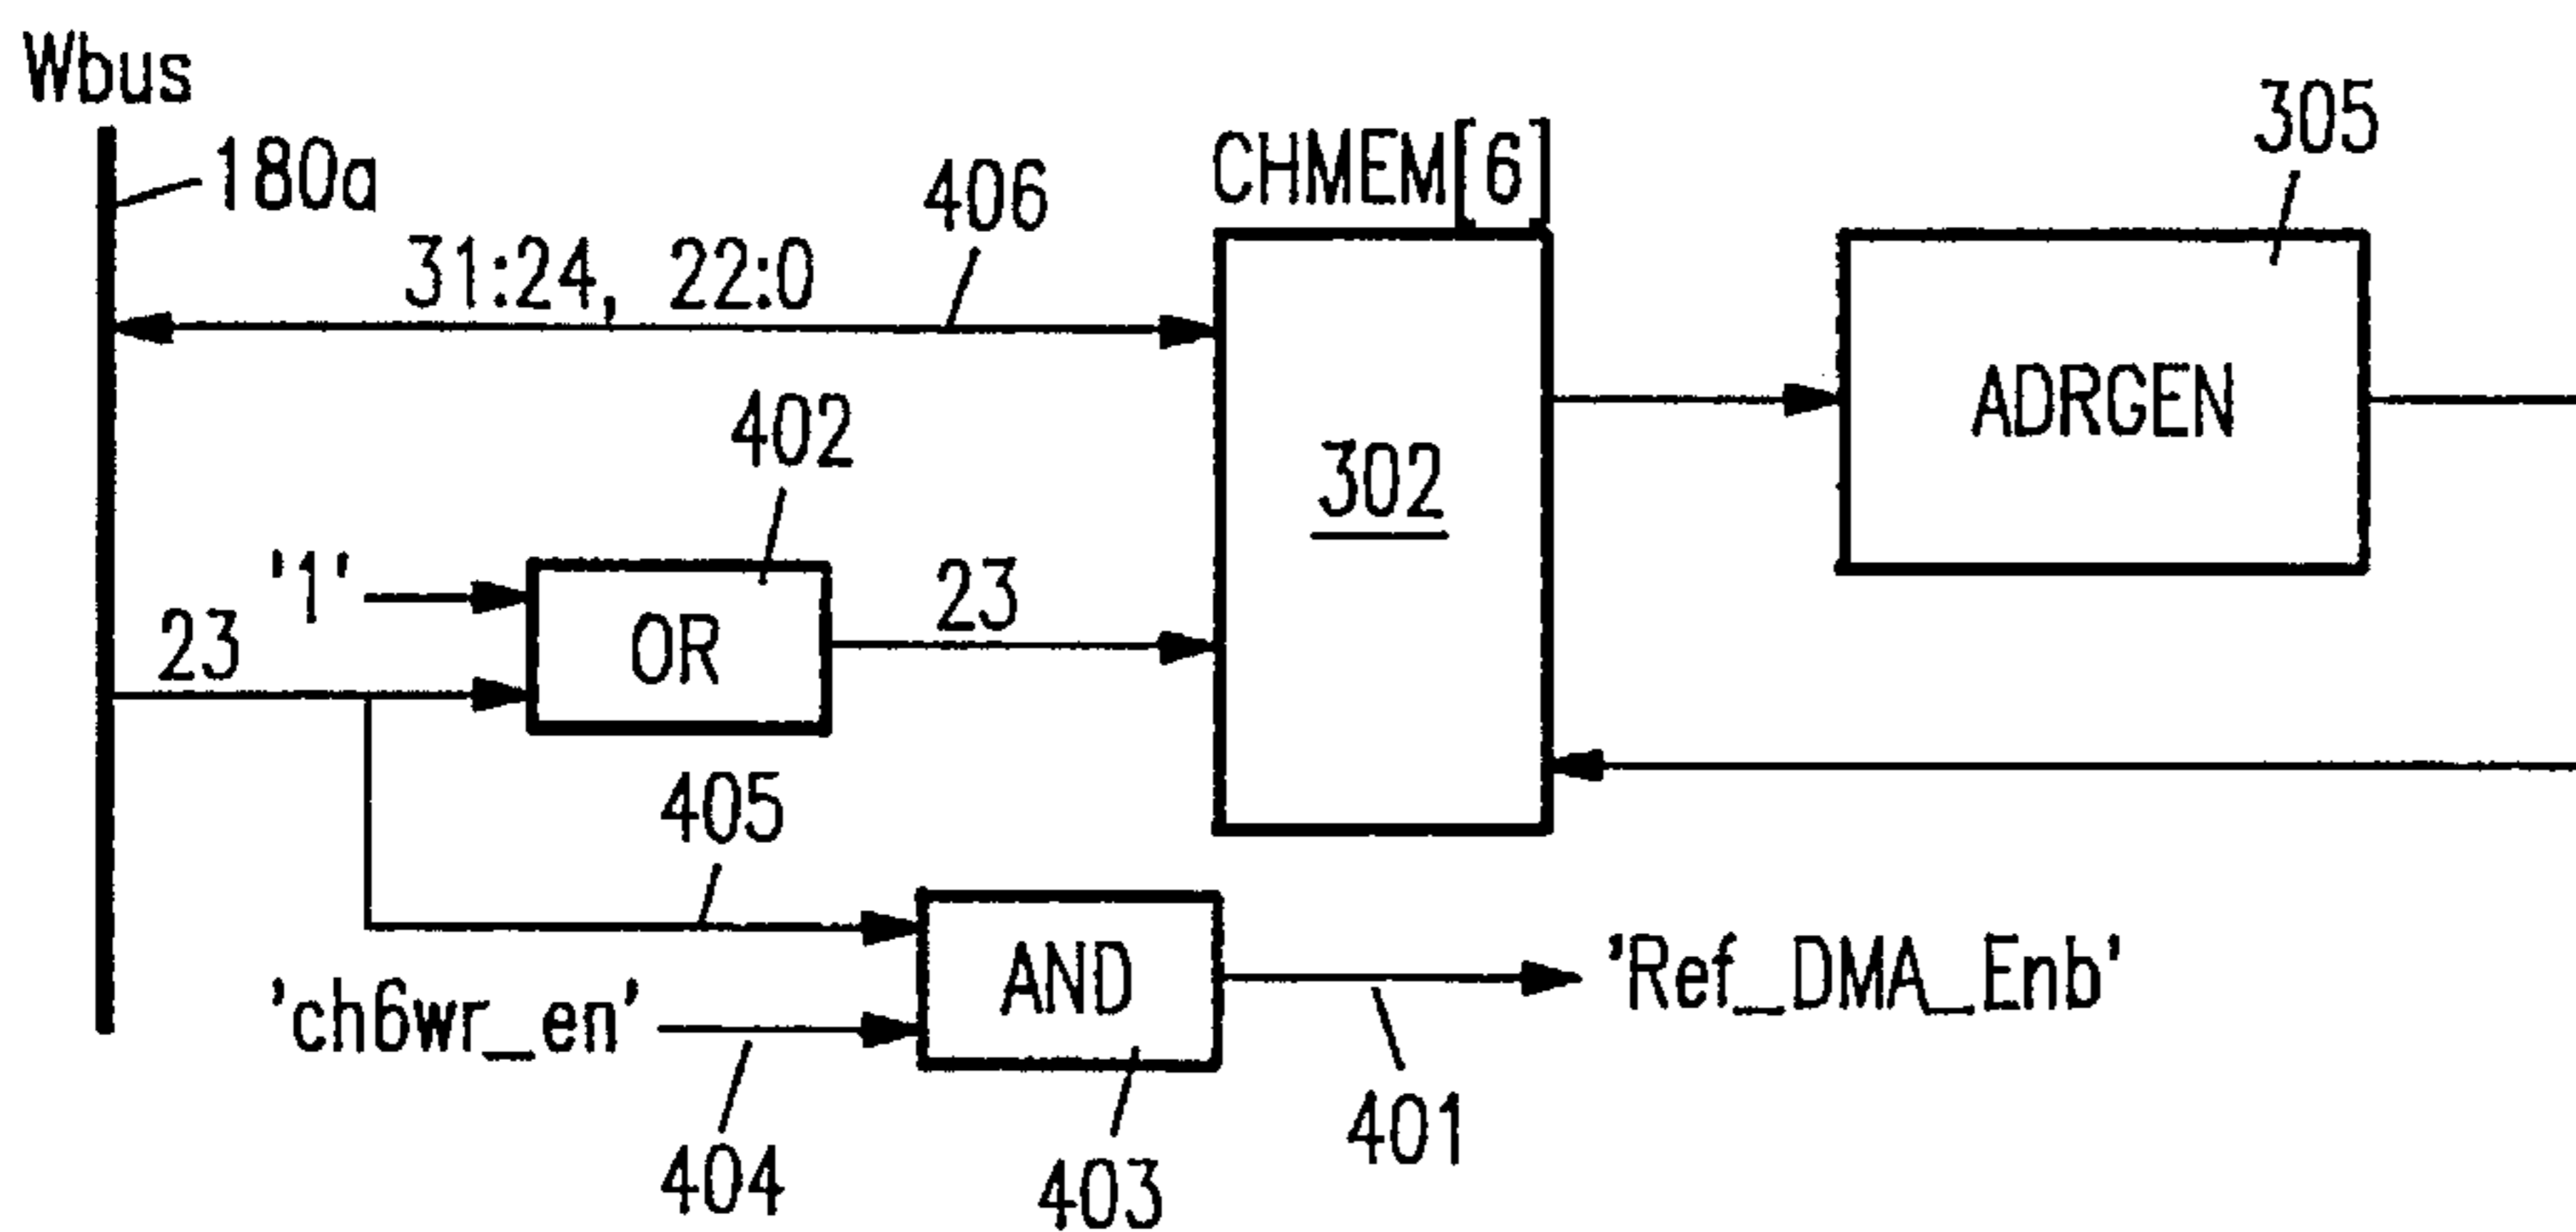 Wbus
180a
31:24, 22:0
406
CHMEM[6]
305
402
302
ADRGEN
'1'
23
OR
23
405
'ch6wr_en'
AND
'Ref_DMA_Enb'
404
403
401